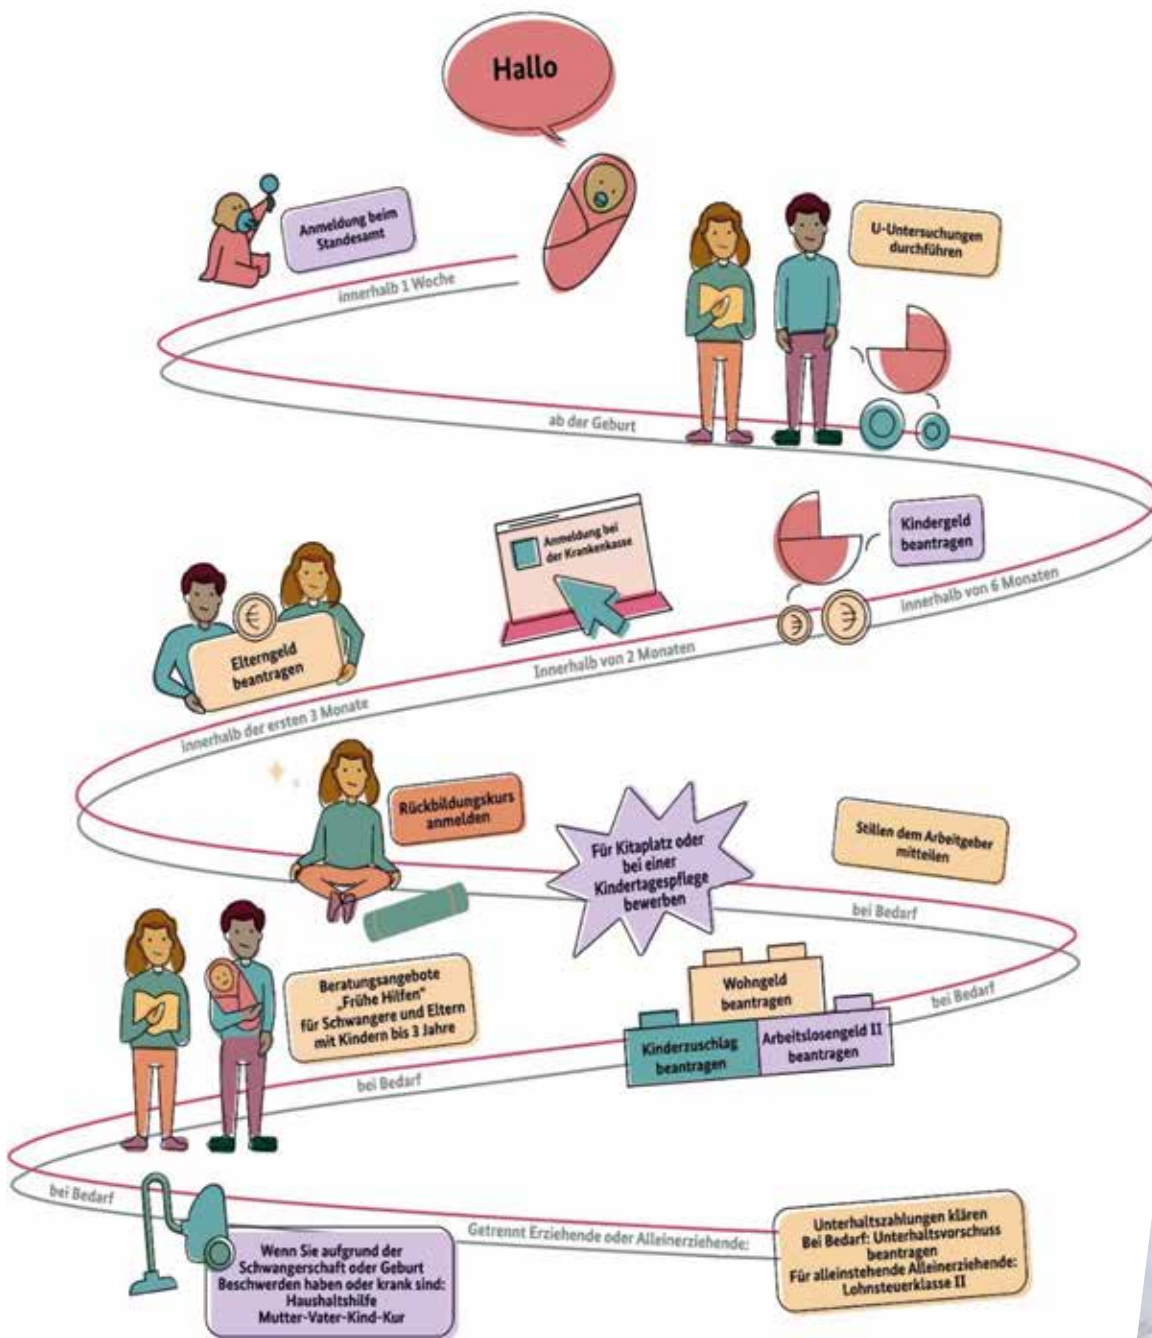 Hallo
Anmeldung beim
Standesamt
innerhalb 1 Woche
U-Untersuchungen
durchführen
ab der Geburt
Kindergeld
beantragen
innerhalb von 6 Monaten
Anmeldung bei
der Krankenkasse
Innerhalb von 2 Monaten
Elterngeld
beantragen
innerhalb der ersten 3 Monate
Rückbildungskurs
anmelden
Für Kitaplatz oder
bei einer
Kindertagespflege
bewerben
Stillen dem Arbeitgeber
mitteilen
bei Bedarf
Wohngeld
beantragen
Kinderzuschlag
beantragen
Arbeitslosengeld II
beantragen
bei Bedarf
Beratungsangebote
„Frühe Hilfen“
für Schwangere und Eltern
mit Kindern bis 3 Jahre
bei Bedarf
bei Bedarf
Wenn Sie aufgrund der
Schwangerschaft oder Geburt
Beschwerden haben oder krank sind:
Haushaltshilfe
Mutter-Vater-Kind-Kur
Getrennt Erziehende oder Alleinerziehende:
Unterhaltszahlungen klären
Bei Bedarf: Unterhaltsvorschuss
beantragen
Für alleinstehende Alleinerziehende:
Lohnsteuerklasse II